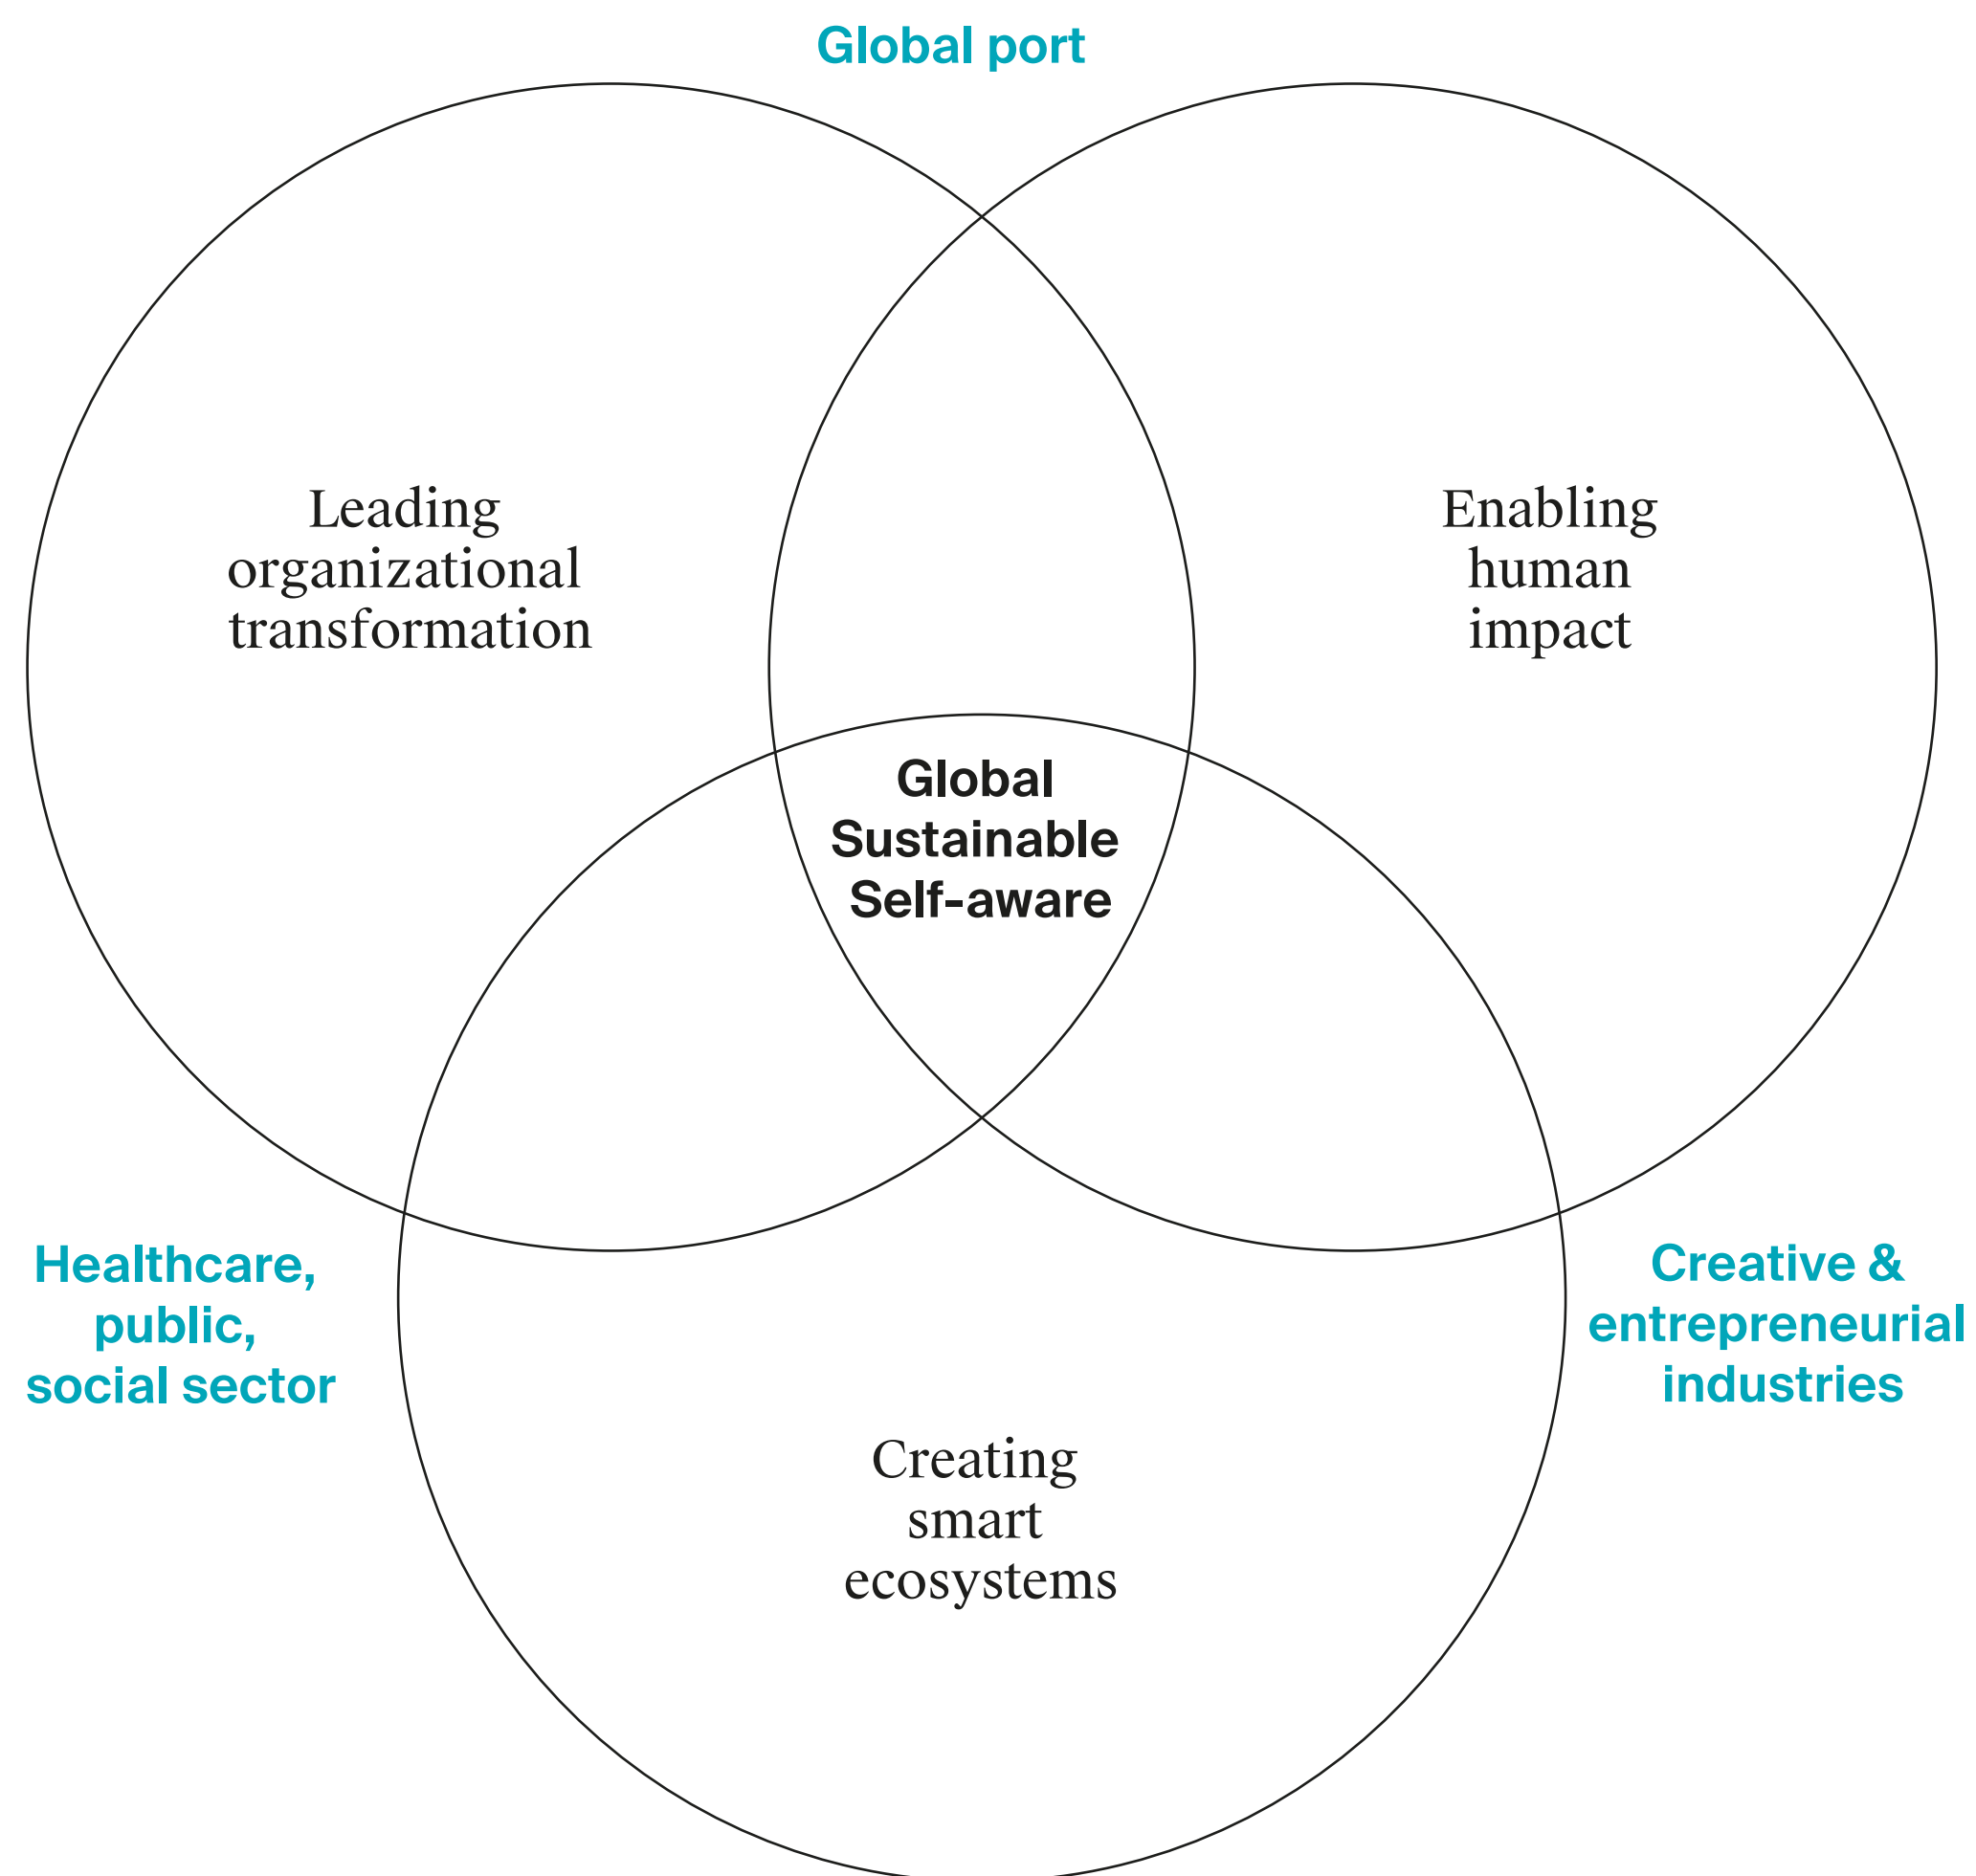 Global port
Leading
organizational
transformation
Enabling
human
impact
Global
Sustainable
Self-aware
Healthcare,
public,
social sector
Creative &
entrepreneurial
industries
Creating
smart
ecosystems